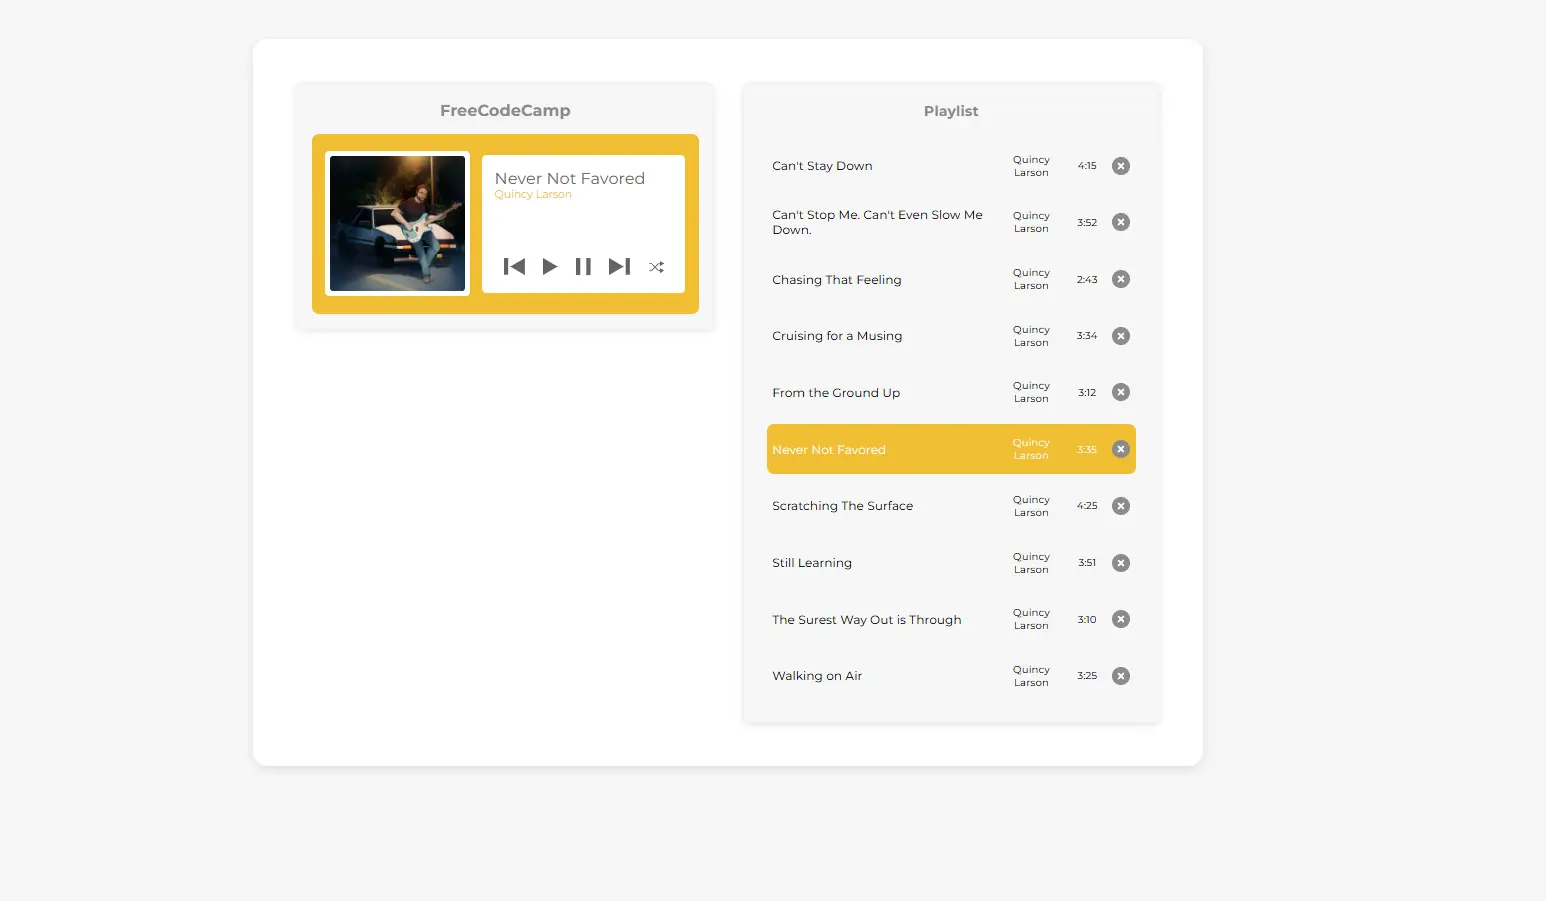 FreeCodeCamp
Never Not Favored
Quincy Larson
Playlist
Can't Stay Down
Quincy
Larson
4:15
Can't Stop Me. Can't Even Slow Me
Down.
Quincy
Larson
3:52
Chasing That Feeling
Quincy
Larson
2:43
Cruising for a Musing
Quincy
Larson
3:34
From the Ground Up
Quincy
Larson
3:12
Never Not Favored
Quincy
Larson
3:35
Scratching The Surface
Quincy
Larson
4:25
Still Learning
Quincy
Larson
3:51
The Surest Way Out is Through
Quincy
Larson
3:10
Walking on Air
Quincy
Larson
3:25